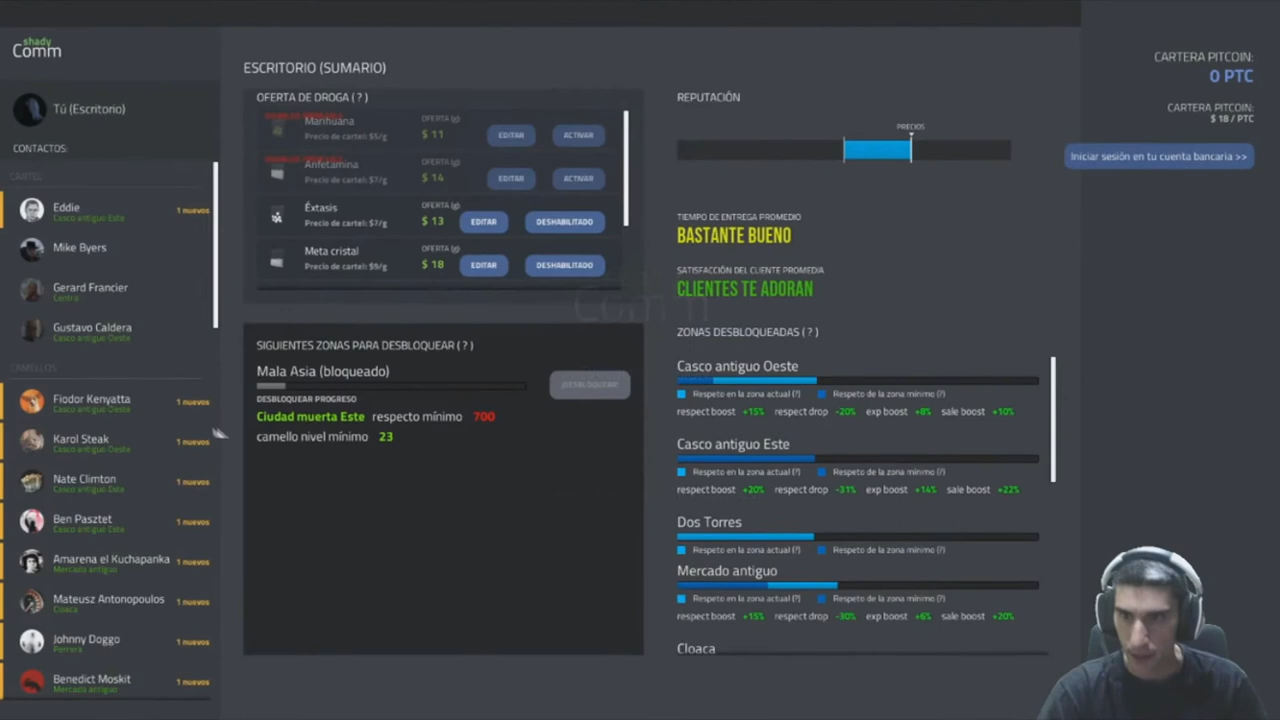 shady
Comm
Tú (Escritorio)
CONTACTOS:
CARTEL
Eddie
Casco antiguo Este
1 nuevos
Mike Byers
Gerard Francier
Centra
Gustavo Caldera
Casco antiguo Oeste
CAMELLOS
Fiodor Kenyatta
Casco antiguo Oeste
1 nuevos
Karol Steak
Casco antiguo Oeste
1 nuevos
Nate Climton
Casco antiguo Este
1 nuevos
Ben Pasztet
Casco antiguo Este
1 nuevos
Amarena el Kuchapanka
Mercado antiguo
1 nuevos
Mateusz Antonopoulos
Cloaca
1 nuevos
Johnny Doggo
Perrera
1 nuevos
Benedict Moskit
Mercado antiguo
1 nuevos
ESCRITORIO (SUMARIO)
OFERTA DE DROGA ( ? )
Marihuana
Precio de cartel: $5/g
OFERTA (g)
$ 11
EDITAR
ACTIVAR
Anfetamina
Precio de cartel: $7/g
OFERTA (g)
$ 14
EDITAR
ACTIVAR
Éxtasis
Precio de cartel: $7/g
OFERTA (g)
$ 13
EDITAR
DESHABILITADO
Meta cristal
Precio de cartel: $9/g
OFERTA (g)
$ 18
EDITAR
DESHABILITADO
Comm
SIGUIENTES ZONAS PARA DESBLOQUEAR ( ? )
Mala Asia (bloqueado)
¡DESBLOQUEAR!
DESBLOQUEAR PROGRESO
Ciudad muerta Este respecto mínimo 700
camello nivel mínimo 23
REPUTACIÓN
PRECIOS
TIEMPO DE ENTREGA PROMEDIO
BASTANTE BUENO
SATISFACCIÓN DEL CLIENTE PROMEDIA
CLIENTES TE ADORAN
ZONAS DESBLOQUEADAS ( ? )
Casco antiguo Oeste
Respeto en la zona actual (?) Respeto de la zona mínimo (?)
respect boost +15% respect drop -20% exp boost +8% sale boost +10%
Casco antiguo Este
Respeto en la zona actual (?) Respeto de la zona mínimo (?)
respect boost +20% respect drop -31% exp boost +14% sale boost +22%
Dos Torres
Respeto en la zona actual (?) Respeto de la zona mínimo (?)
Mercado antiguo
Respeto en la zona actual (?) Respeto de la zona mínimo (?)
respect boost +15% respect drop -30% exp boost +6% sale boost +20%
Cloaca
CARTERA PITCOIN:
0 PTC
CARTERA PITCOIN:
$ 18 / PTC
Iniciar sesión en tu cuenta bancaria >>